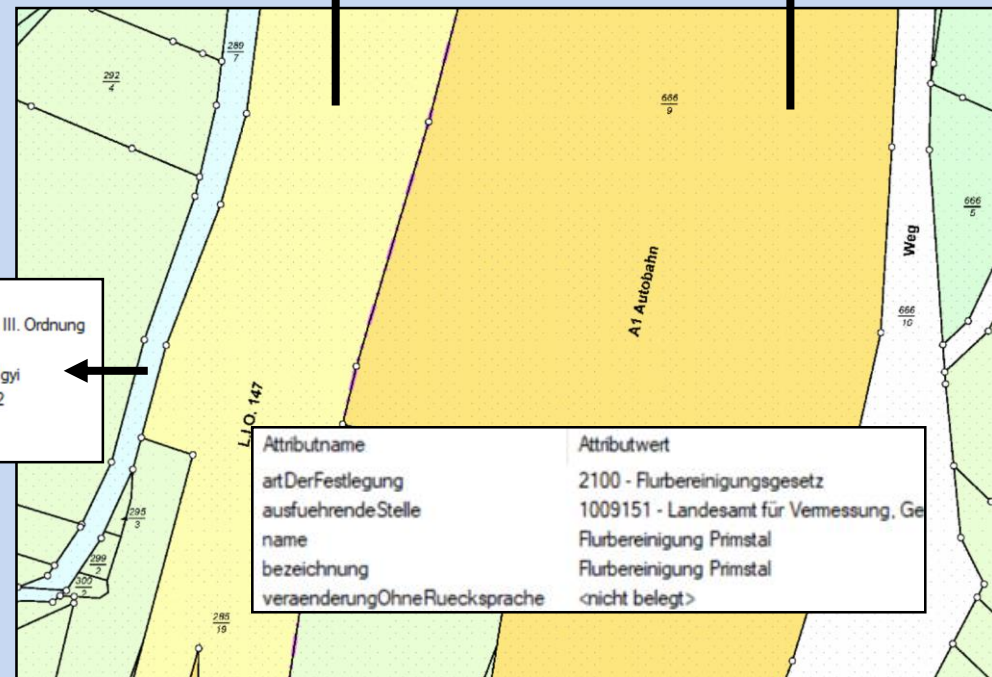 289
7
292
4
666
9
666
5
Weg
A1 Autobahn
666
10
III. Ordnung
gyi
2
L.I.O. 147
Attributname Attributwert
artDerFestlegung 2100 - Flurbereinigungsgesetz
ausfuehrendeStelle 1009151 - Landesamt für Vermessung, Ge
name Flurbereinigung Primstal
bezeichnung Flurbereinigung Primstal
veraenderungOhneRuecksprache <nicht belegt>
295
3
299
2
300
2
285
19